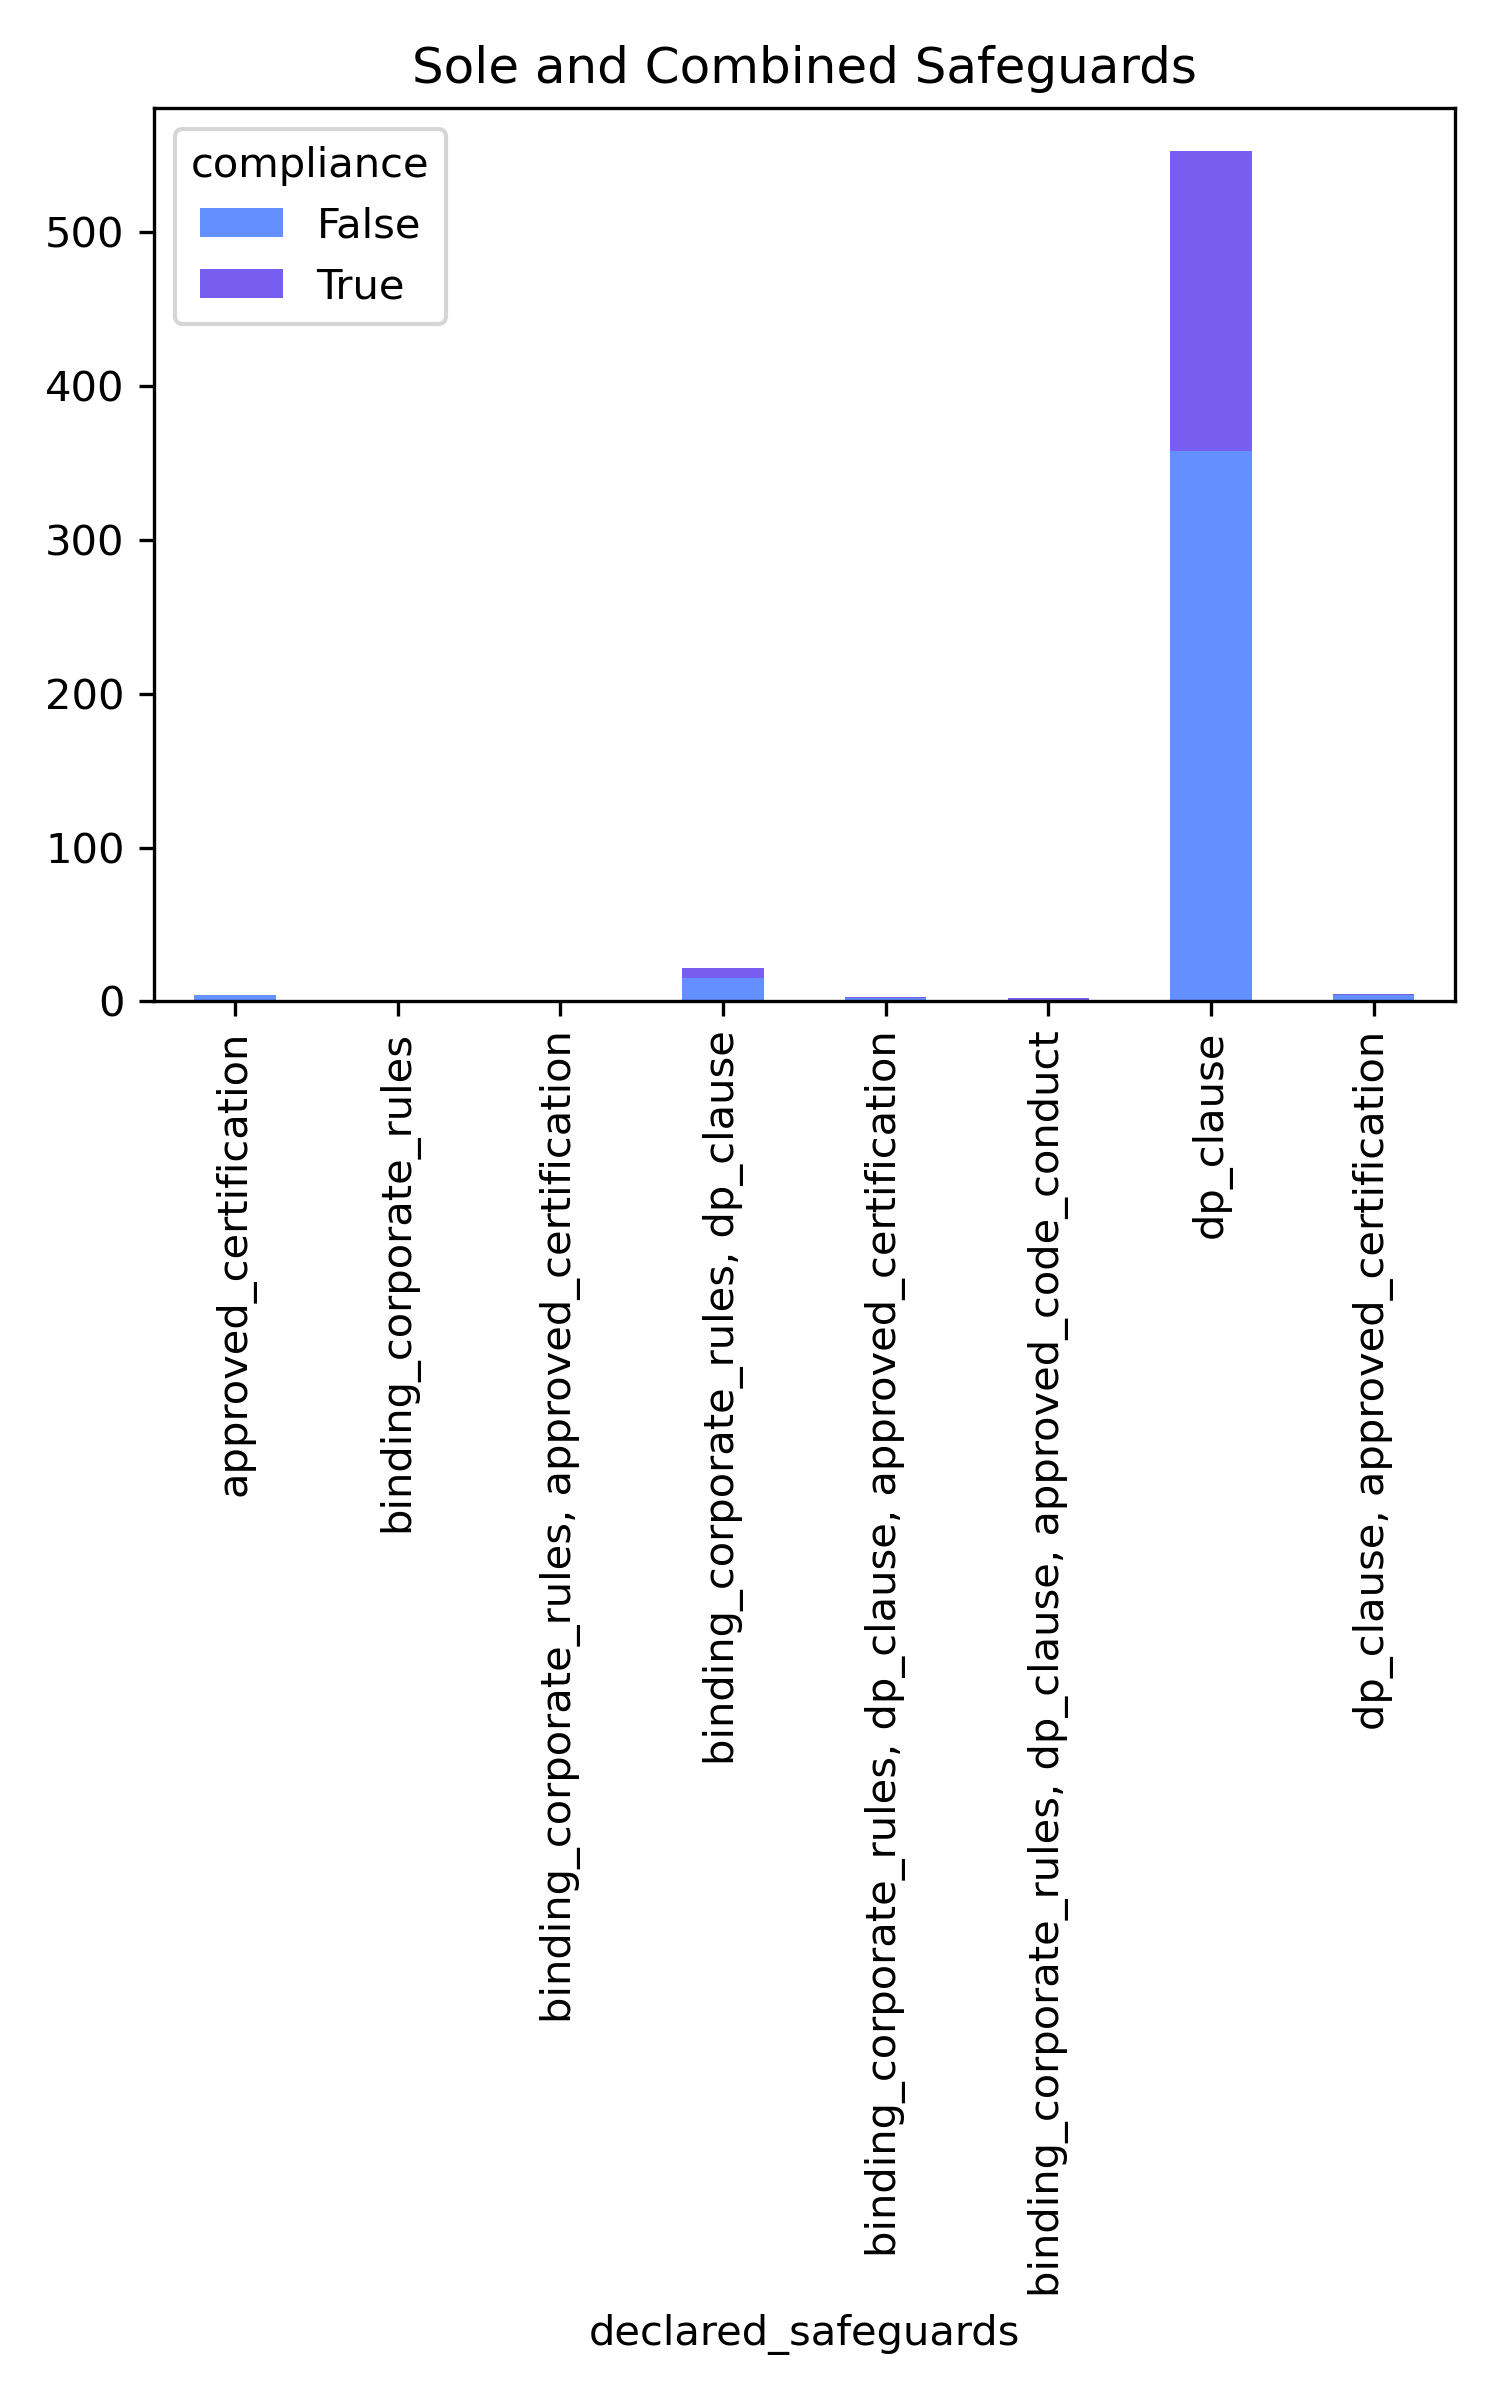 Sole and Combined Safeguards
compliance
False
True
500
400
300
200
100
0
approved_certification
binding_corporate_rules
binding_corporate_rules, approved_certification
binding_corporate_rules, dp_clause
binding_corporate_rules, dp_clause, approved_certification
binding_corporate_rules, dp_clause, approved_code_conduct
dp_clause
dp_clause, approved_certification
declared_safeguards